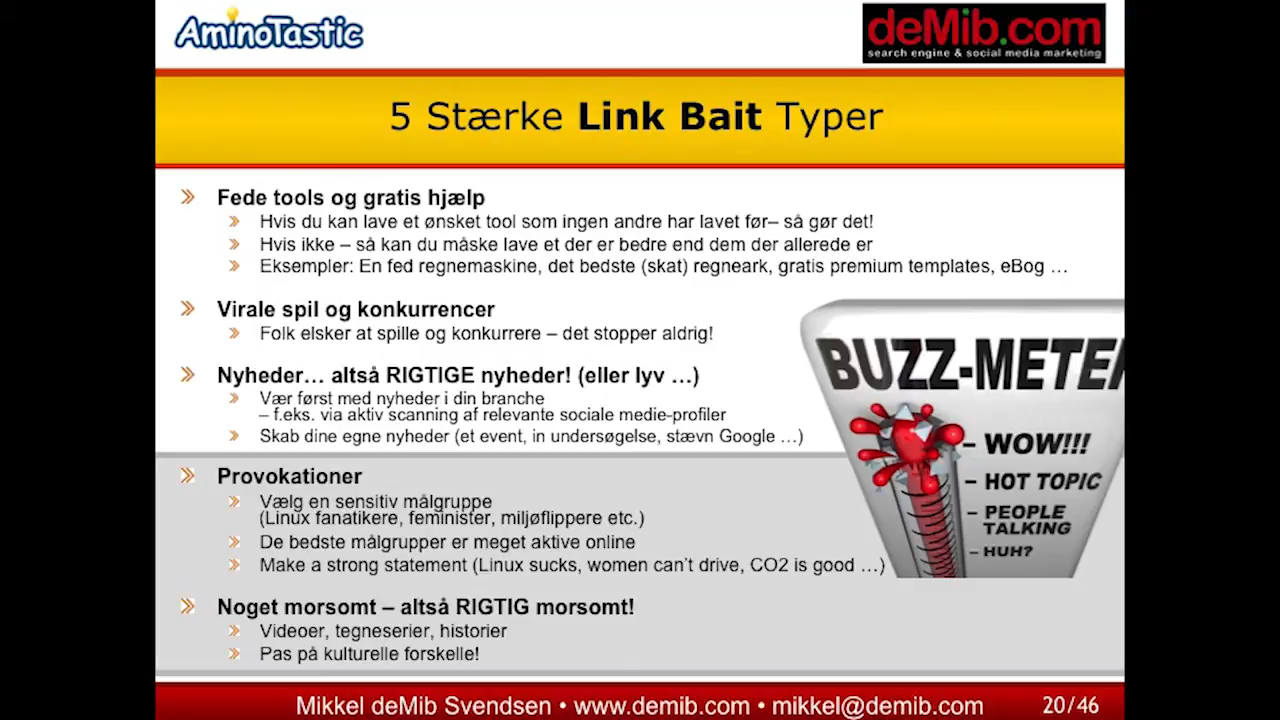 AminoTastic
deMib.com
search engine & social media marketing
5 Stærke Link Bait Typer
Fede tools og gratis hjælp
Hvis du kan lave et ønsket tool som ingen andre har lavet før– så gør det!
Hvis ikke – så kan du måske lave et der er bedre end dem der allerede er
Eksempler: En fed regnemaskine, det bedste (skat) regneark, gratis premium templates, eBog …
Virale spil og konkurrencer
Folk elsker at spille og konkurrere – det stopper aldrig!
Nyheder… altså RIGTIGE nyheder! (eller lyv …)
Vær først med nyheder i din branche
– f.eks. via aktiv scanning af relevante sociale medie-profiler
Skab dine egne nyheder (et event, in undersøgelse, stævn Google …)
Provokationer
Vælg en sensitiv målgruppe
(Linux fanatikere, feminister, miljøflippere etc.)
De bedste målgrupper er meget aktive online
Make a strong statement (Linux sucks, women can’t drive, CO2 is good …)
Noget morsomt – altså RIGTIG morsomt!
Videoer, tegneserier, historier
Pas på kulturelle forskelle!
BUZZ-METER
– WOW!!!
– HOT TOPIC
– PEOPLE
TALKING
– HUH?
Mikkel deMib Svendsen • www.demib.com • mikkel@demib.com
20/46